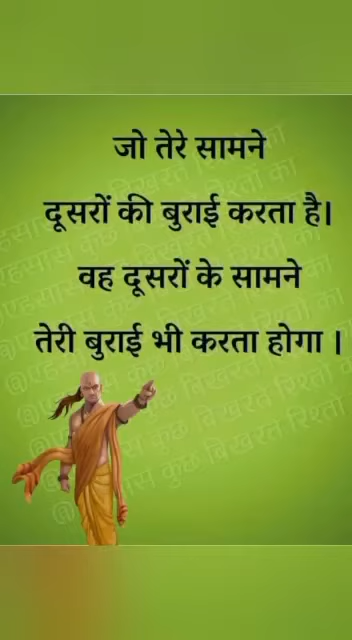 जो तेरे सामने
दूसरों की बुराई करता है।
वह दूसरों के सामने
तेरी बुराई भी करता होगा ।